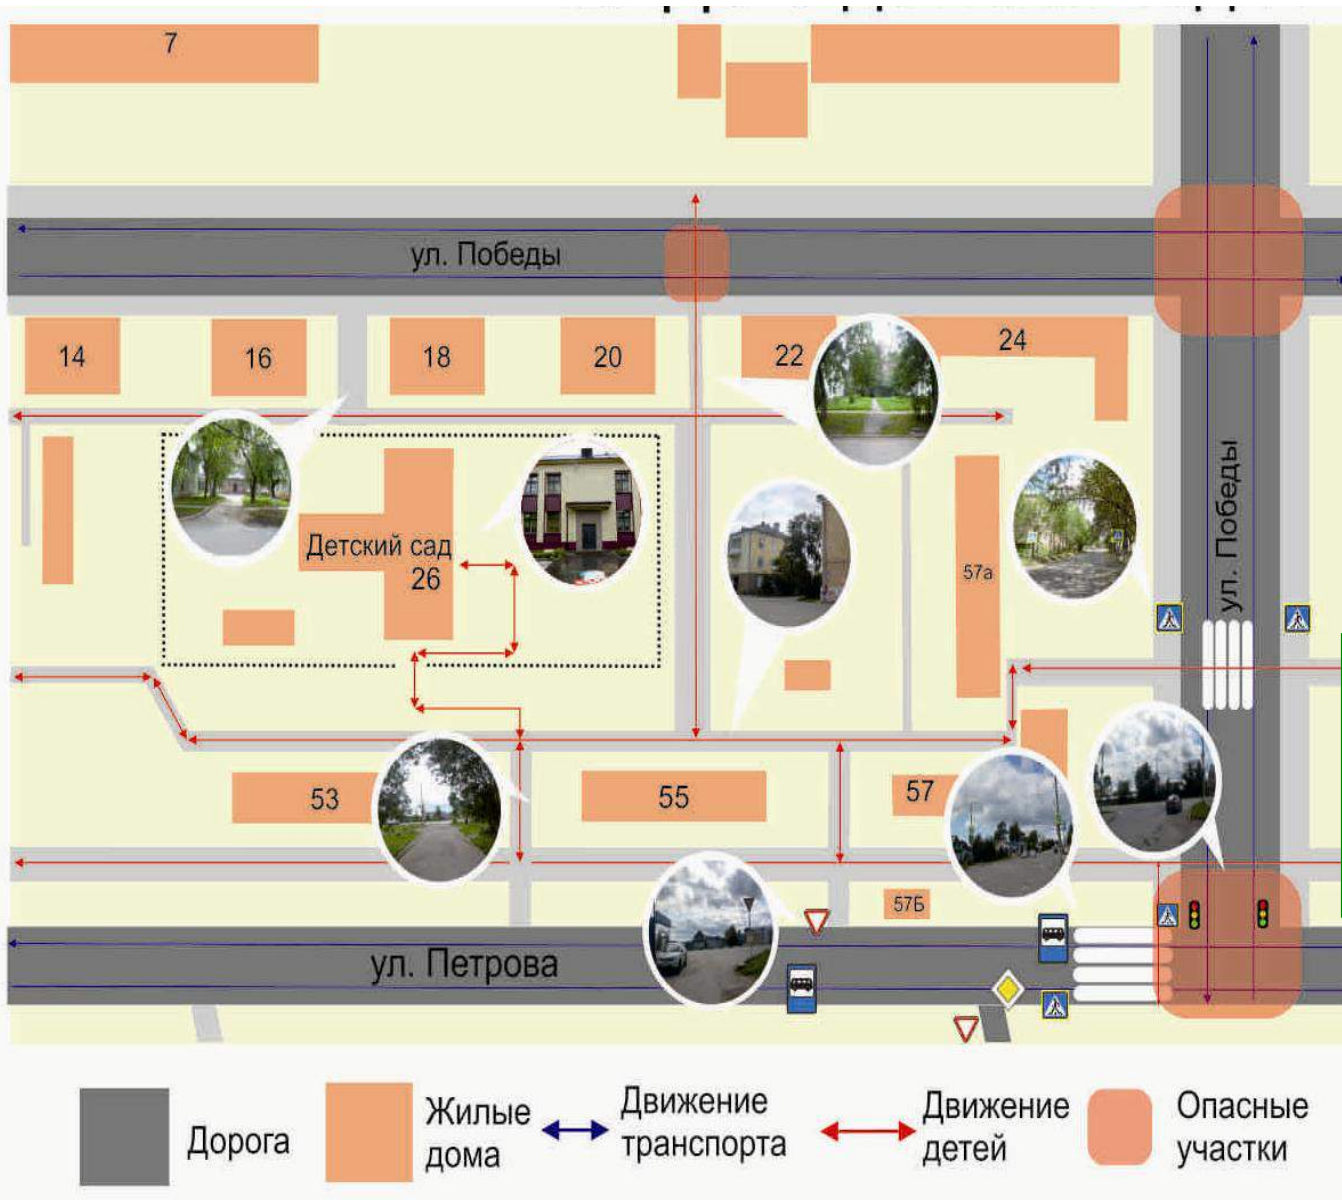 7
ул. Победы
14
16
18
20
22
24
Детский сад
26
57а
ул. Победы
53
55
57
57Б
ул. Петрова
Дорога
Жилые
дома
Движение
транспорта
Движение
детей
Опасные
участки